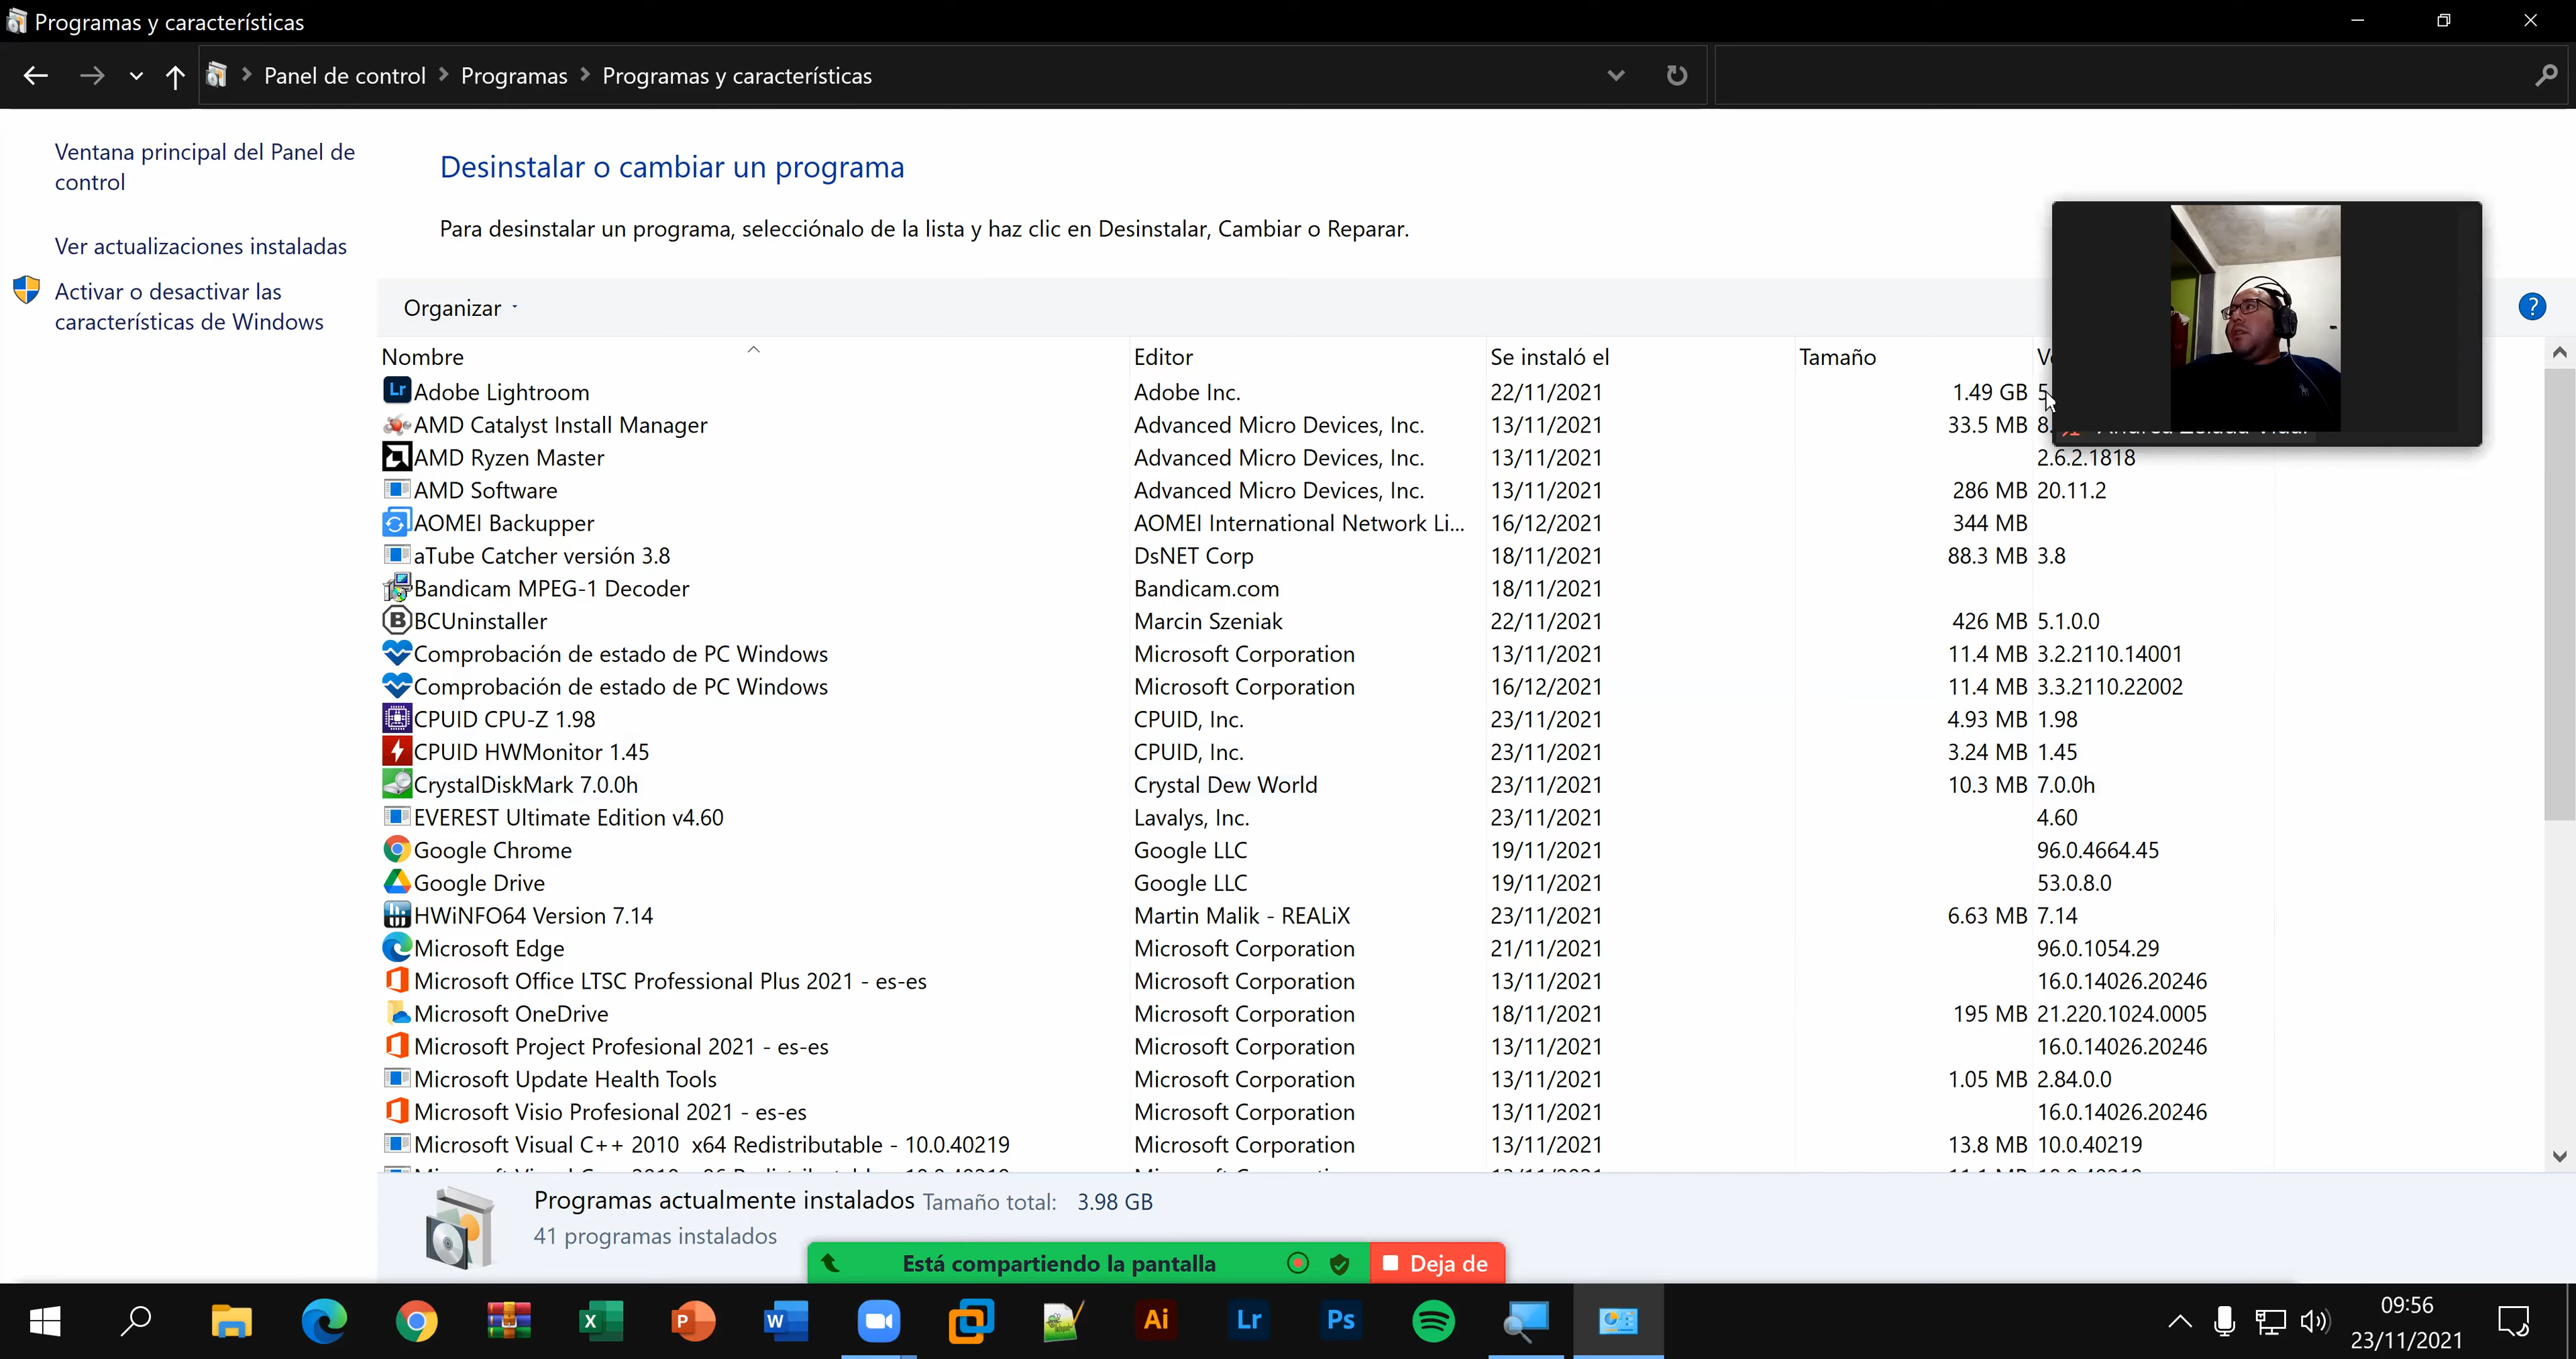 Programas y características
Panel de control > Programas > Programas y características
Ventana principal del Panel de control
Ver actualizaciones instaladas
Activar o desactivar las características de Windows
Desinstalar o cambiar un programa
Para desinstalar un programa, selecciónalo de la lista y haz clic en Desinstalar, Cambiar o Reparar.
Organizar
Nombre Editor Se instaló el Tamaño
Adobe Lightroom Adobe Inc. 22/11/2021 1.49 GB 5
AMD Catalyst Install Manager Advanced Micro Devices, Inc. 13/11/2021 33.5 MB 8.
AMD Ryzen Master Advanced Micro Devices, Inc. 13/11/2021 2.6.2.1818
AMD Software Advanced Micro Devices, Inc. 13/11/2021 286 MB 20.11.2
AOMEI Backupper AOMEI International Network Li... 16/12/2021 344 MB
aTube Catcher versión 3.8 DsNET Corp 18/11/2021 88.3 MB 3.8
Bandicam MPEG-1 Decoder Bandicam.com 18/11/2021
BCUninstaller Marcin Szeniak 22/11/2021 426 MB 5.1.0.0
Comprobación de estado de PC Windows Microsoft Corporation 13/11/2021 11.4 MB 3.2.2110.14001
Comprobación de estado de PC Windows Microsoft Corporation 16/12/2021 11.4 MB 3.3.2110.22002
CPUID CPU-Z 1.98 CPUID, Inc. 23/11/2021 4.93 MB 1.98
CPUID HWMonitor 1.45 CPUID, Inc. 23/11/2021 3.24 MB 1.45
CrystalDiskMark 7.0.0h Crystal Dew World 23/11/2021 10.3 MB 7.0.0h
EVEREST Ultimate Edition v4.60 Lavalys, Inc. 23/11/2021 4.60
Google Chrome Google LLC 19/11/2021 96.0.4664.45
Google Drive Google LLC 19/11/2021 53.0.8.0
HWiNFO64 Version 7.14 Martin Malik - REALiX 23/11/2021 6.63 MB 7.14
Microsoft Edge Microsoft Corporation 21/11/2021 96.0.1054.29
Microsoft Office LTSC Professional Plus 2021 - es-es Microsoft Corporation 13/11/2021 16.0.14026.20246
Microsoft OneDrive Microsoft Corporation 18/11/2021 195 MB 21.220.1024.0005
Microsoft Project Profesional 2021 - es-es Microsoft Corporation 13/11/2021 16.0.14026.20246
Microsoft Update Health Tools Microsoft Corporation 13/11/2021 1.05 MB 2.84.0.0
Microsoft Visio Profesional 2021 - es-es Microsoft Corporation 13/11/2021 16.0.14026.20246
Microsoft Visual C++ 2010 x64 Redistributable - 10.0.40219 Microsoft Corporation 13/11/2021 13.8 MB 10.0.40219
Programas actualmente instalados Tamaño total: 3.98 GB
41 programas instalados
Está compartiendo la pantalla Deja de
09:56
23/11/2021